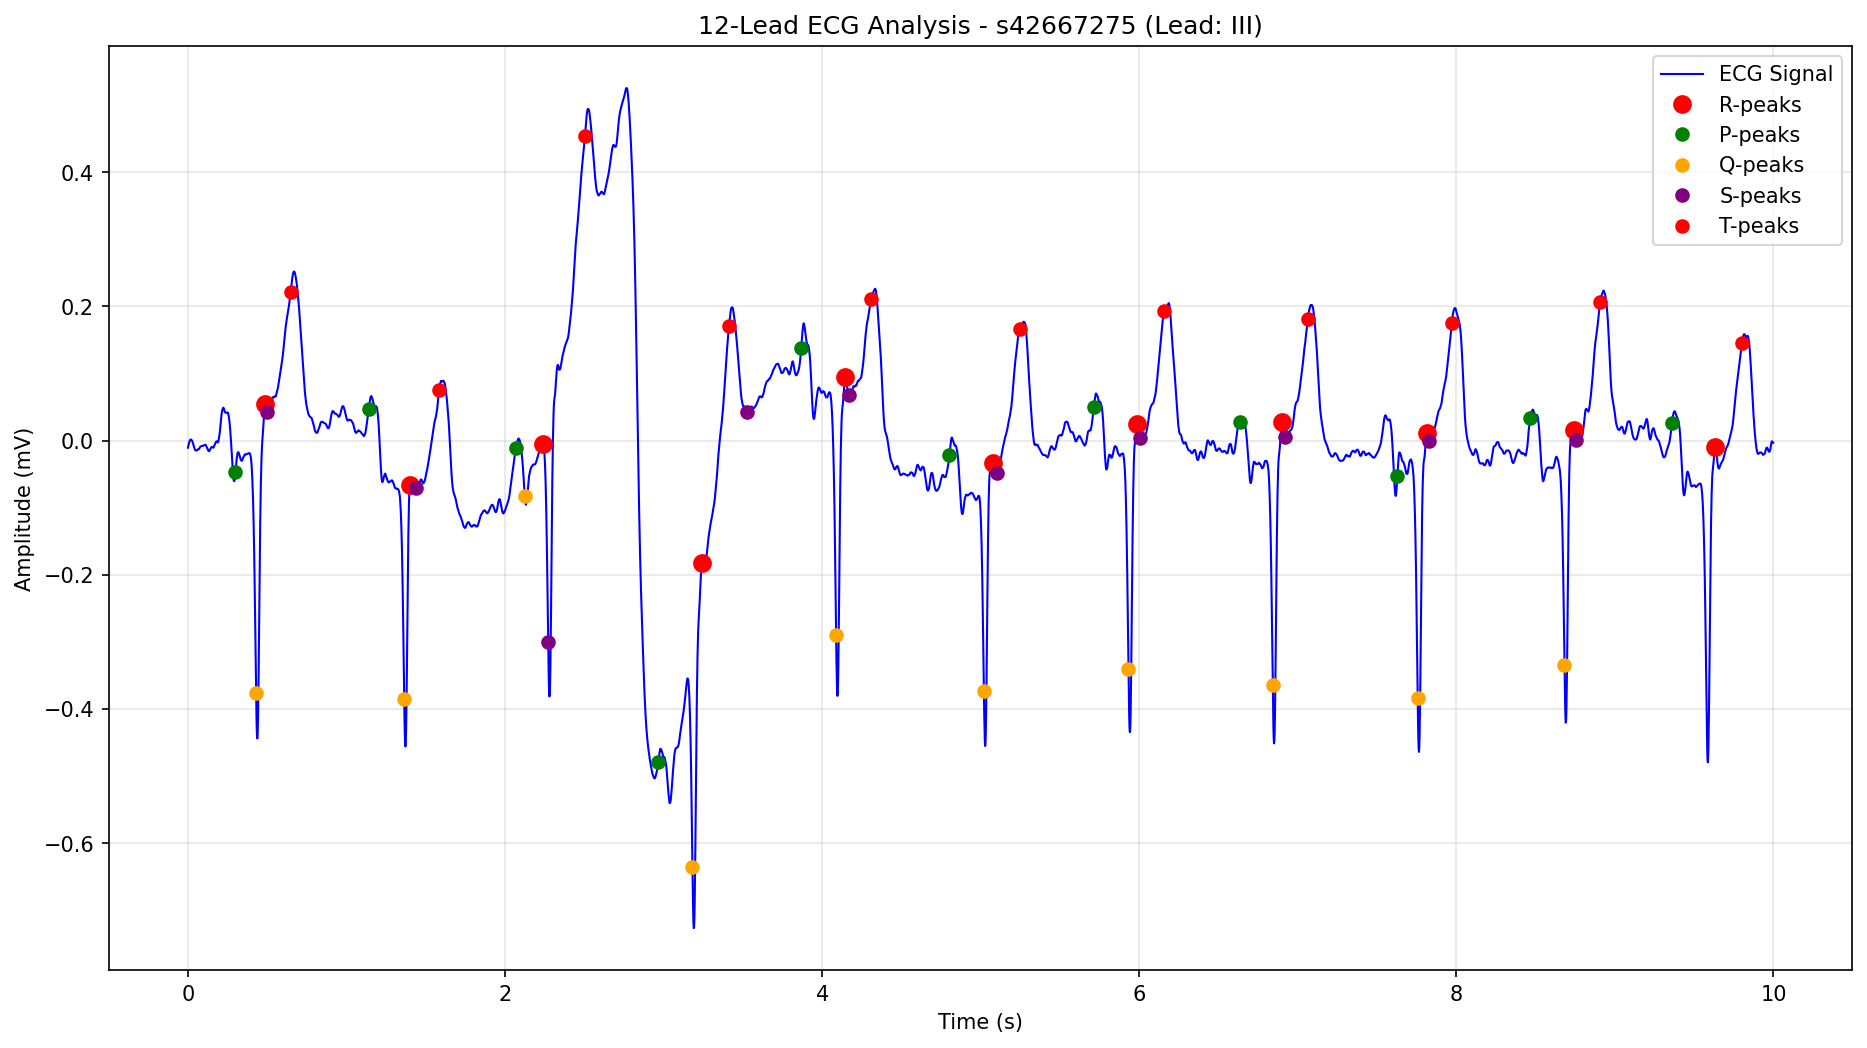 12-Lead ECG Analysis - s42667275 (Lead: III)
ECG Signal
R-peaks
P-peaks
Q-peaks
S-peaks
T-peaks
Amplitude (mV)
0.4
0.2
0.0
−0.2
−0.4
−0.6
0
2
4
6
8
10
Time (s)